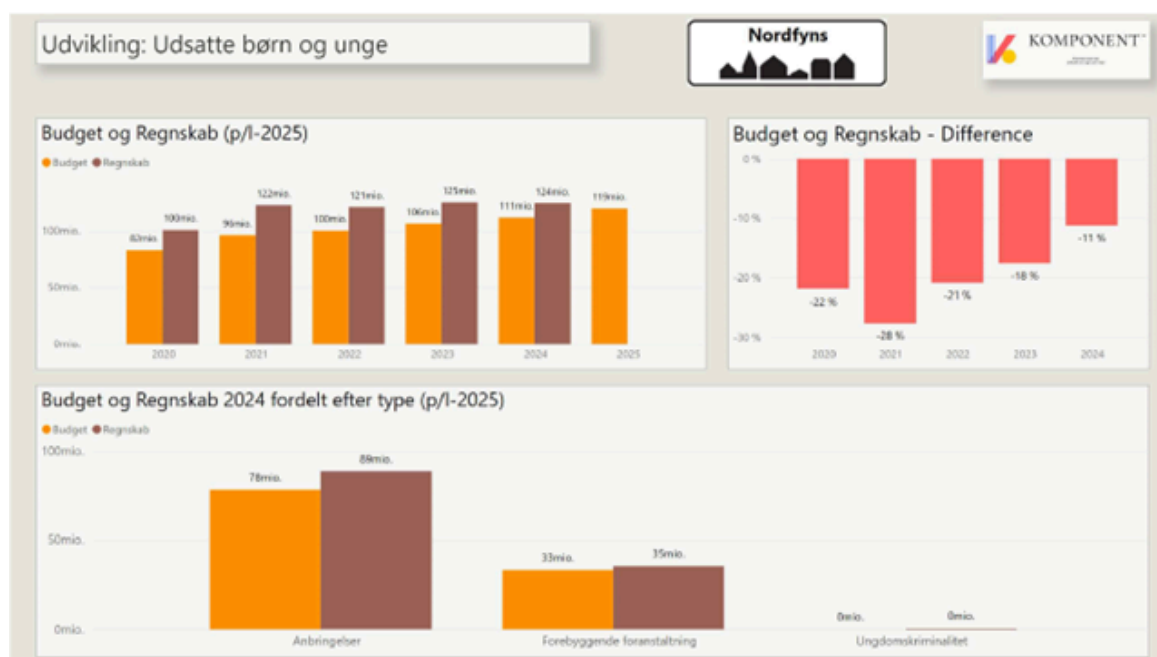 Udvikling: Udsatte børn og unge
Nordfyns
KOMPONENT
Budget og Regnskab (p/l-2025)
Budget Regnskab
100mio.
50mio.
0mio.
82mio. 100mio. 96mio. 122mio. 100mio. 121mio. 106mio. 125mio. 111mio. 124mio. 119mio.
2020 2021 2022 2023 2024 2025
Budget og Regnskab - Difference
0 %
-10 %
-20 %
-30 %
-22 % -28 % -21 % -18 % -11 %
2020 2021 2022 2023 2024
Budget og Regnskab 2024 fordelt efter type (p/l-2025)
Budget Regnskab
100mio.
50mio.
0mio.
78mio. 89mio. 33mio. 35mio. 0mio. 0mio.
Anbringelser Forebyggende foranstaltning Ungdomskriminalitet